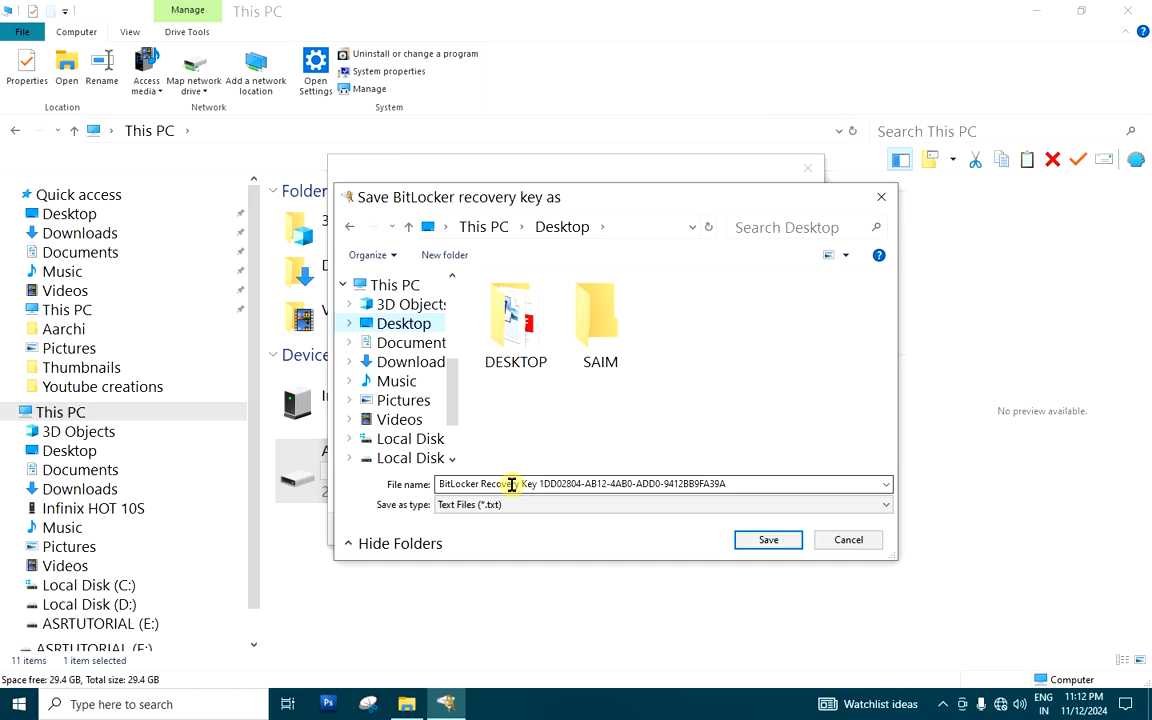 Manage
This PC
File
Computer
View
Drive Tools
Properties
Open
Rename
Access media
Map network drive
Add a network location
Open Settings
Uninstall or change a program
System properties
Manage
Location
Network
System
This PC
Search This PC
Quick access
Desktop
Downloads
Documents
Music
Videos
This PC
Aarchi
Pictures
Thumbnails
Youtube creations
This PC
3D Objects
Desktop
Documents
Downloads
Infinix HOT 10S
Music
Pictures
Videos
Local Disk (C:)
Local Disk (D:)
ASRTUTORIAL (E:)
ASRTUTORIAL (E:)
Folder
Device
Save BitLocker recovery key as
This PC
Desktop
Search Desktop
Organize
New folder
This PC
3D Objects
Desktop
Document
Download
Music
Pictures
Videos
Local Disk
Local Disk
DESKTOP
SAIM
File name:
BitLocker Recovery Key 1DD02804-AB12-4AB0-ADD0-9412BB9FA39A
Save as type:
Text Files (*.txt)
Hide Folders
Save
Cancel
No preview available.
11 items
1 item selected
Space free: 29.4 GB, Total size: 29.4 GB
Computer
Type here to search
Ps
Watchlist ideas
ENG
IN
11:12 PM
11/12/2024